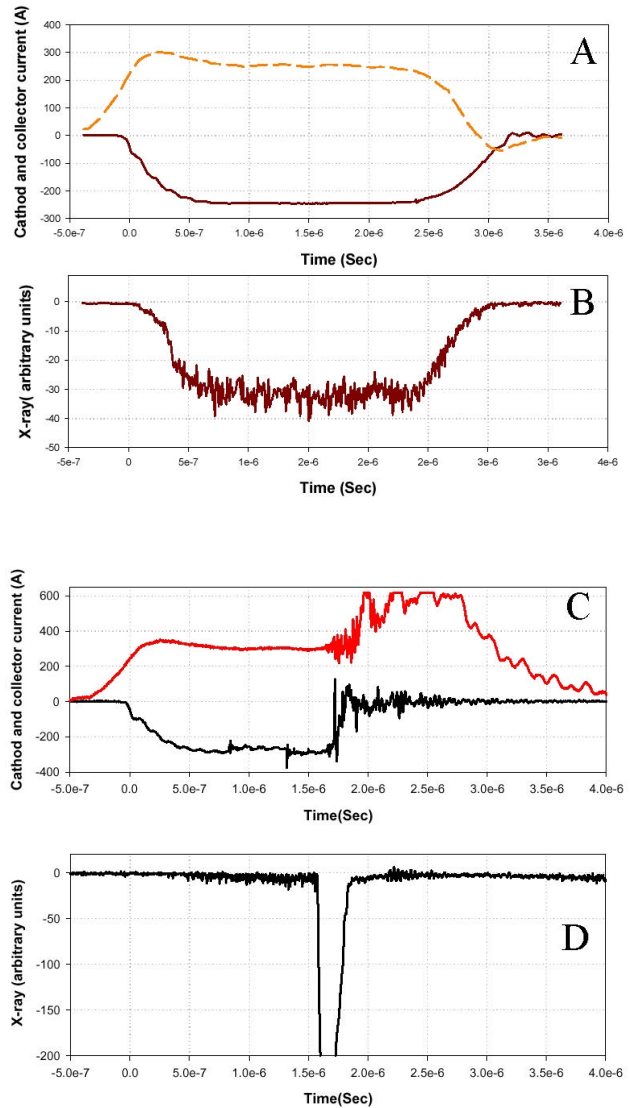 Cathod and collector current (A)
400
300
200
100
0
-100
-200
-300
A
-5.0e-7 0.0 5.0e-7 1.0e-6 1.5e-6 2.0e-6 2.5e-6 3.0e-6 3.5e-6 4.0e-6
Time (Sec)
X-ray( arbitrary units)
0
-10
-20
-30
-40
-50
B
-5e-7 0 5e-7 1e-6 2e-6 2e-6 2e-6 3e-6 3e-6 4e-6
Time (Sec)
Cathod and collector current (A)
600
400
200
0
-200
-400
C
-5.0e-7 0.0 5.0e-7 1.0e-6 1.5e-6 2.0e-6 2.5e-6 3.0e-6 3.5e-6 4.0e-6
Time(Sec)
X-ray (arbitrary units)
0
-50
-100
-150
-200
D
-5.0e-7 0.0 5.0e-7 1.0e-6 1.5e-6 2.0e-6 2.5e-6 3.0e-6 3.5e-6 4.0e-6
Time(Sec)